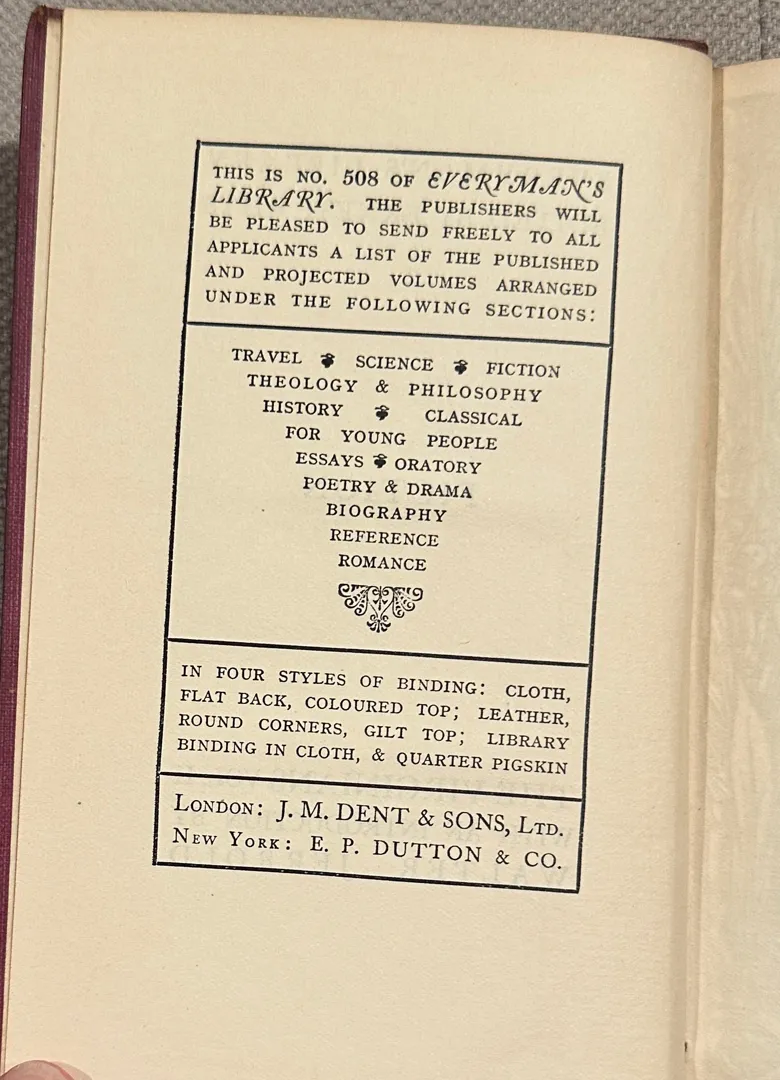 THIS IS NO. 508 OF EVERYMAN'S
LIBRARY. THE PUBLISHERS WILL
BE PLEASED TO SEND FREELY TO ALL
APPLICANTS A LIST OF THE PUBLISHED
AND PROJECTED VOLUMES ARRANGED
UNDER THE FOLLOWING SECTIONS:
TRAVEL SCIENCE FICTION
THEOLOGY & PHILOSOPHY
HISTORY CLASSICAL
FOR YOUNG PEOPLE
ESSAYS ORATORY
POETRY & DRAMA
BIOGRAPHY
REFERENCE
ROMANCE
IN FOUR STYLES OF BINDING: CLOTH,
FLAT BACK, COLOURED TOP; LEATHER,
ROUND CORNERS, GILT TOP; LIBRARY
BINDING IN CLOTH, & QUARTER PIGSKIN
LONDON: J. M. DENT & SONS, LTD.
NEW YORK: E. P. DUTTON & CO.